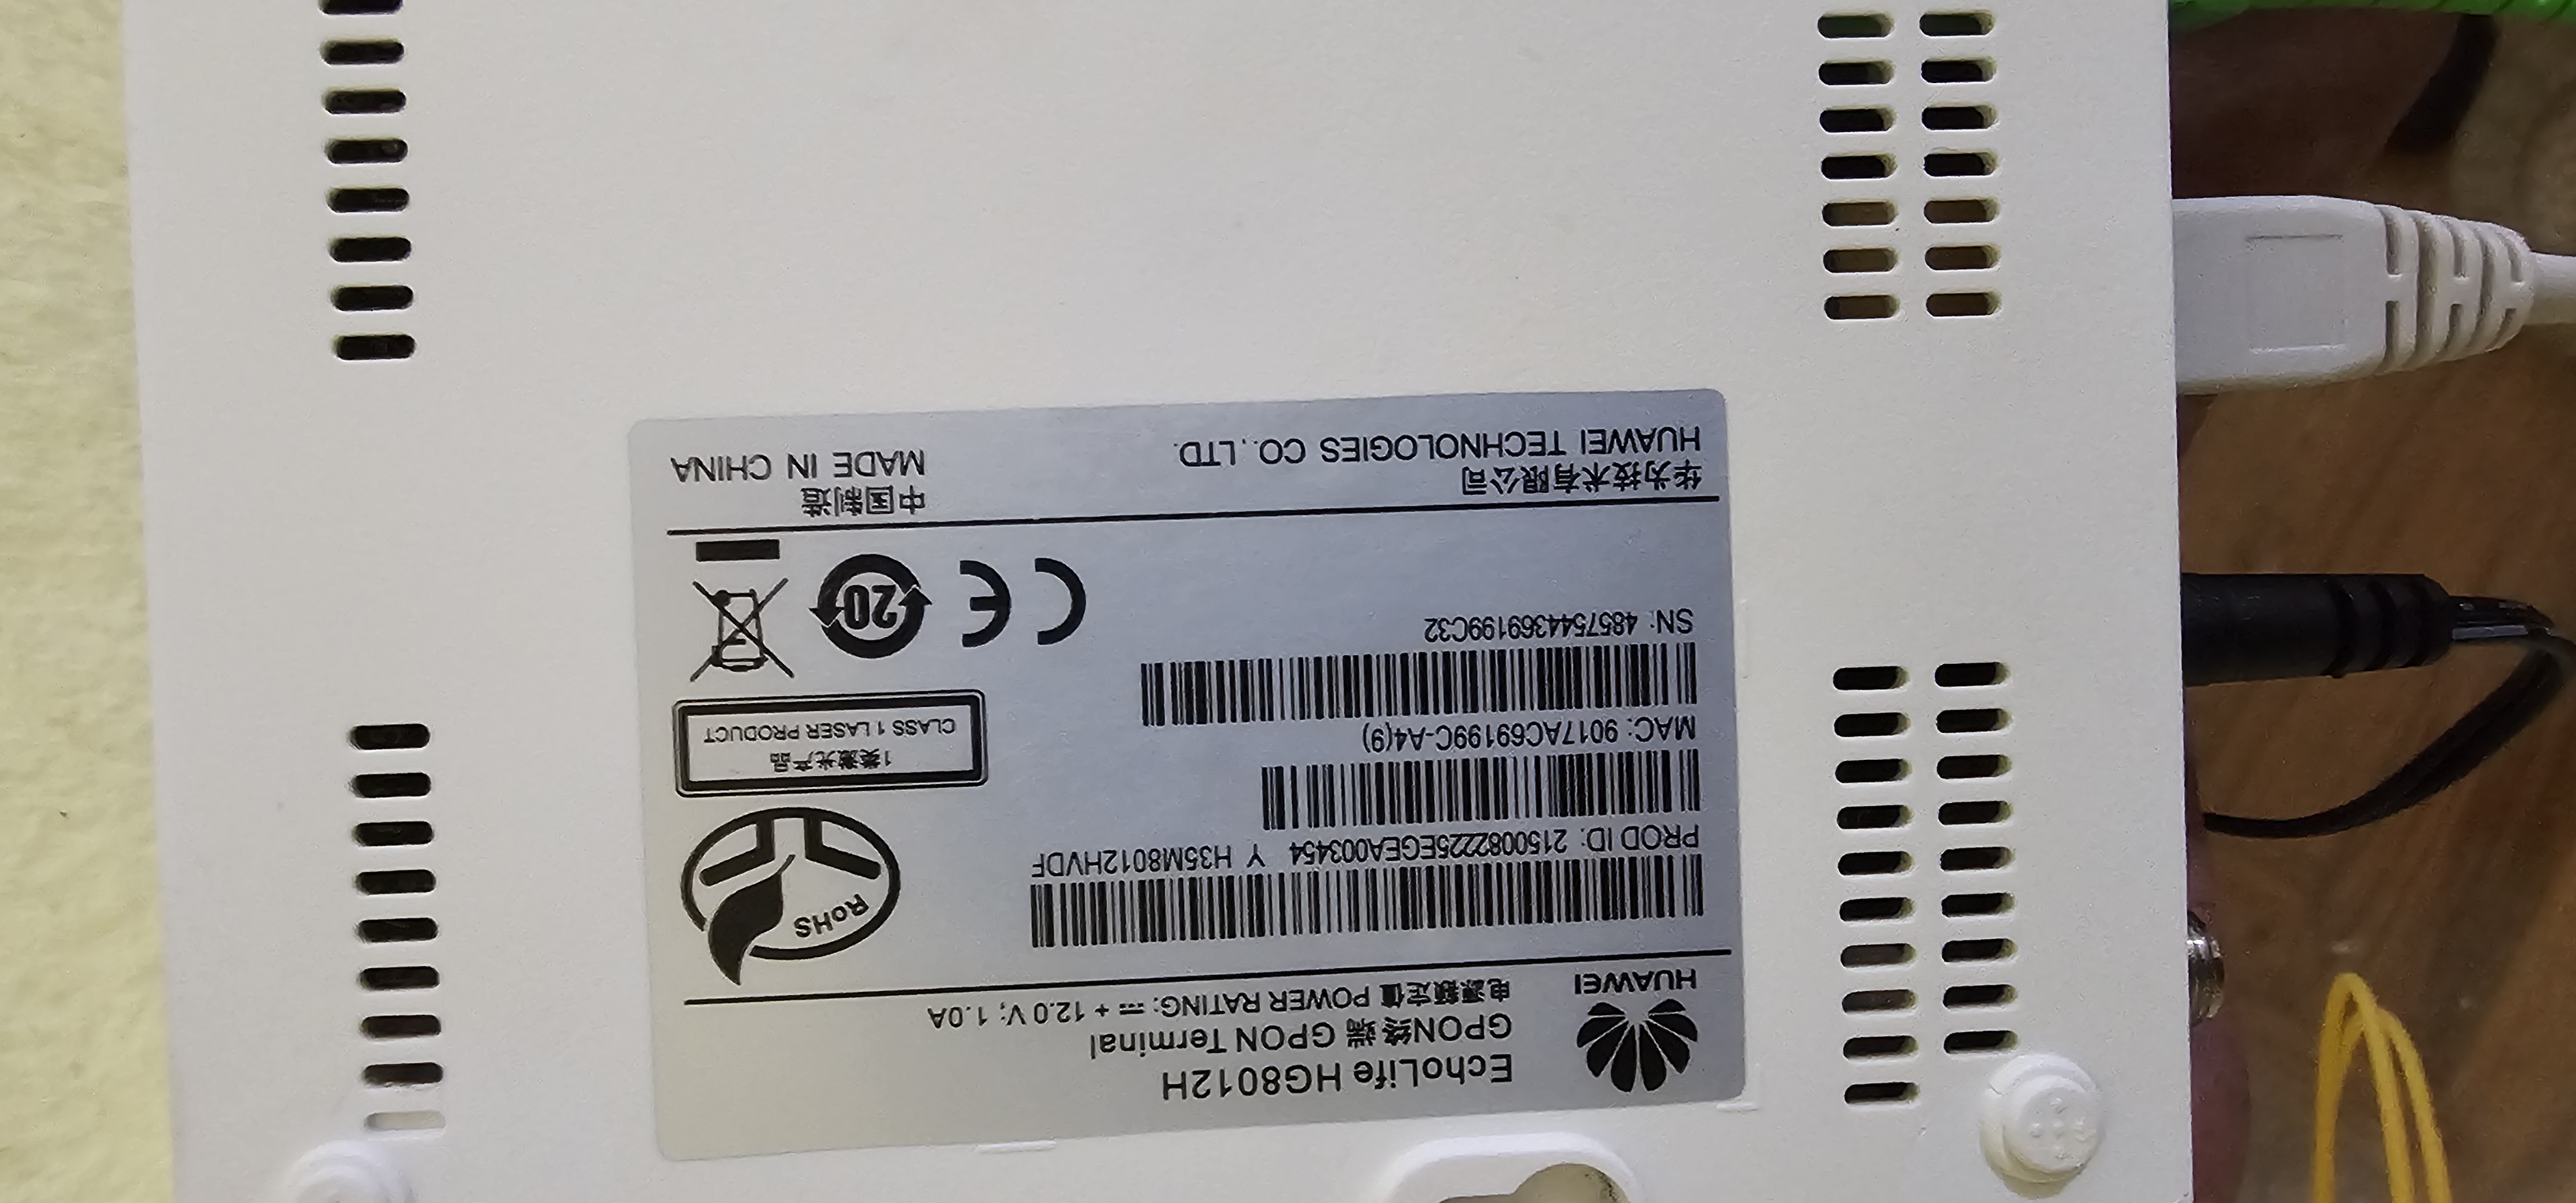 EchoLife HG8012H
GPON终端 GPON Terminal
电源额定值 POWER RATING: ⎓ + 12.0 V; 1.0A
HUAWEI
PROD ID: 2150082225EGEA003454 Y H35M8012HVDF
RoHS
MAC: 9017AC69199C-A4(9)
1类激光产品
CLASS 1 LASER PRODUCT
SN: 4857544369199C32
CE
20
华为技术有限公司
HUAWEI TECHNOLOGIES CO., LTD.
中国制造
MADE IN CHINA